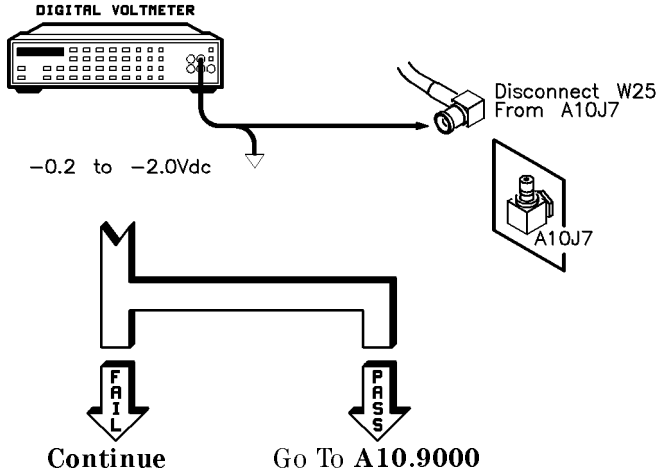 DIGITAL VOLTMETER
Disconnect W25
From A10J7
-0.2 to -2.0Vdc
A10J7
FAIL
PASS
Continue
Go To A10.9000